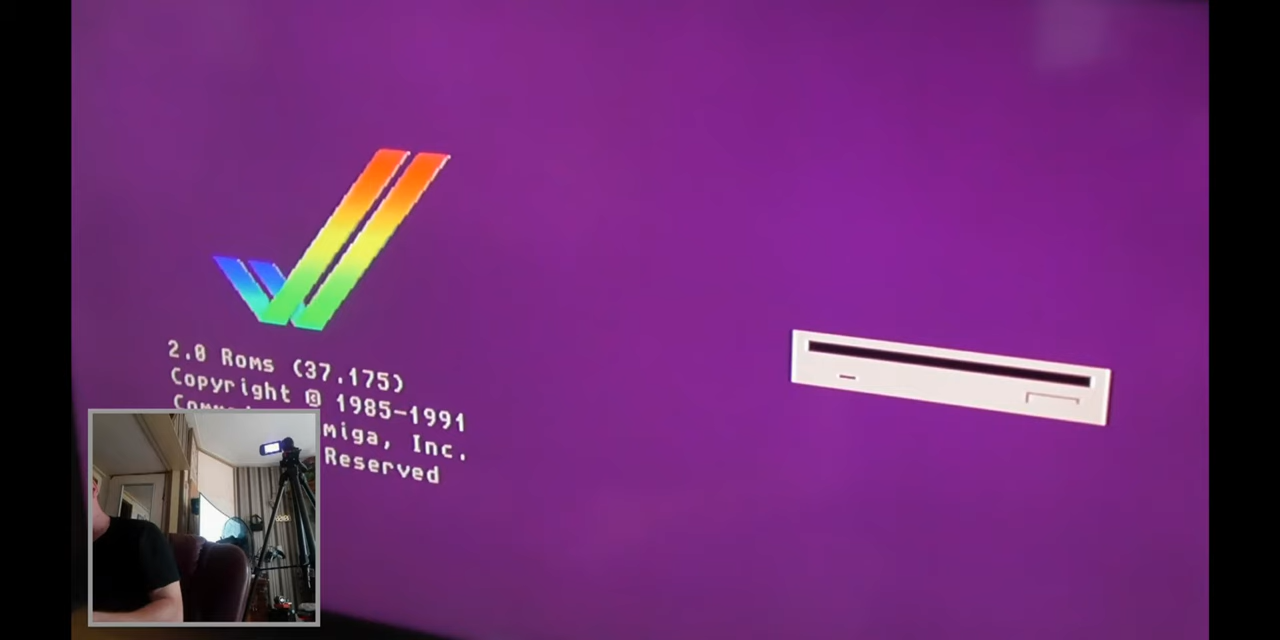 2.0 Roms (37.175)
Copyright © 1985-1991
miga, Inc.
Reserved